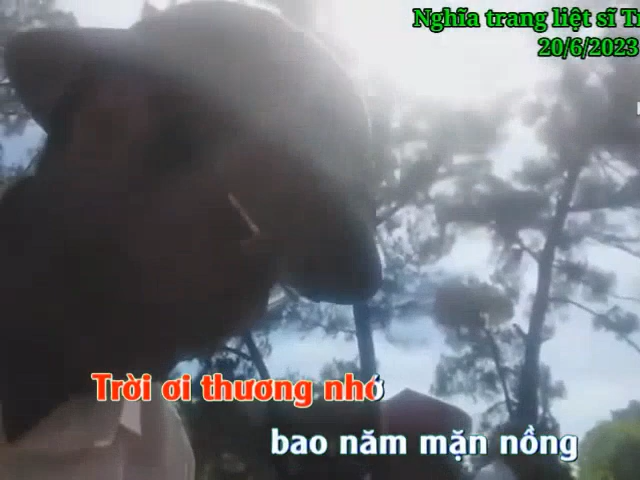 Nghĩa trang liệt sĩ
20/6/2023
Trời ơi thương nhớ
bao năm mặn nồng